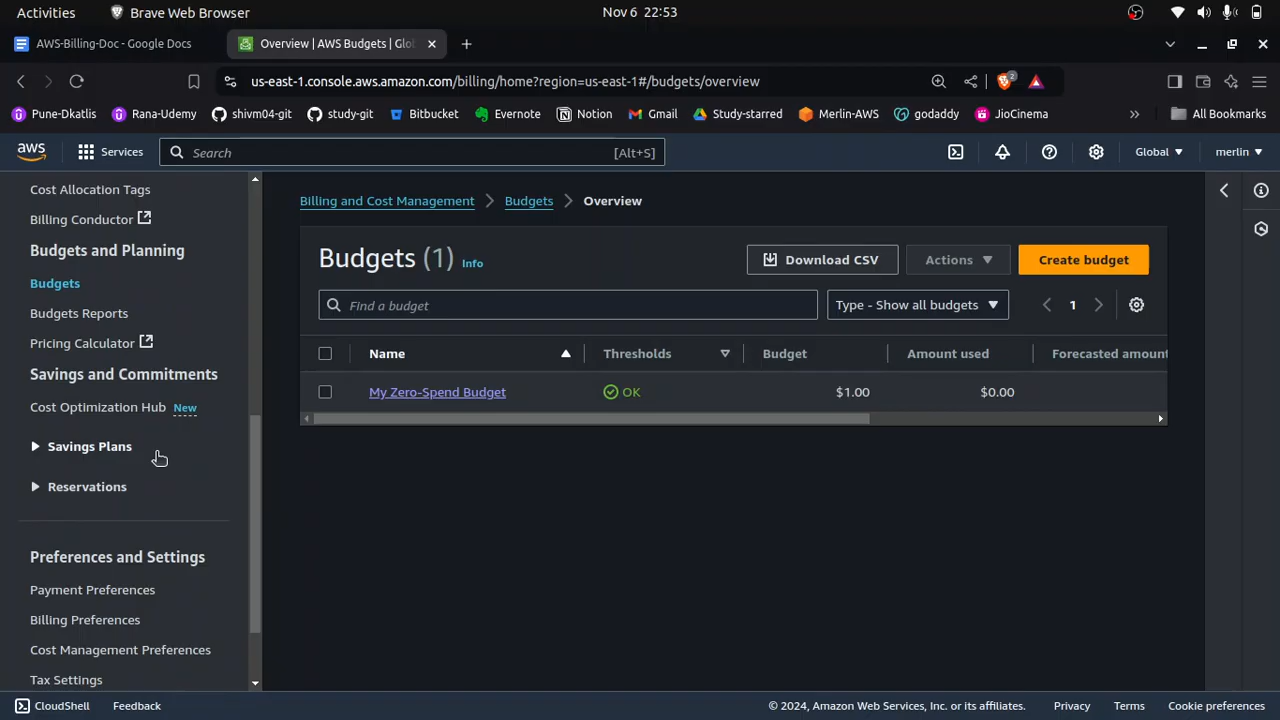 Activities
Brave Web Browser
Nov 6 22:53
AWS-Billing-Doc - Google Docs
Overview | AWS Budgets | Glo
us-east-1.console.aws.amazon.com/billing/home?region=us-east-1#/budgets/overview
2
Pune-Dkatlis
Rana-Udemy
shivm04-git
study-git
Bitbucket
Evernote
Notion
Gmail
Study-starred
Merlin-AWS
godaddy
JioCinema
All Bookmarks
aws
Services
Search
[Alt+S]
Global
merlin
Cost Allocation Tags
Billing Conductor
Budgets and Planning
Budgets
Budgets Reports
Pricing Calculator
Savings and Commitments
Cost Optimization Hub New
Savings Plans
Reservations
Preferences and Settings
Payment Preferences
Billing Preferences
Cost Management Preferences
Tax Settings
Billing and Cost Management
Budgets
Overview
Budgets (1) Info
Download CSV
Actions
Create budget
Find a budget
Type - Show all budgets
1
Name
Thresholds
Budget
Amount used
Forecasted amount
My Zero-Spend Budget
OK
$1.00
$0.00
CloudShell
Feedback
© 2024, Amazon Web Services, Inc. or its affiliates.
Privacy
Terms
Cookie preferences